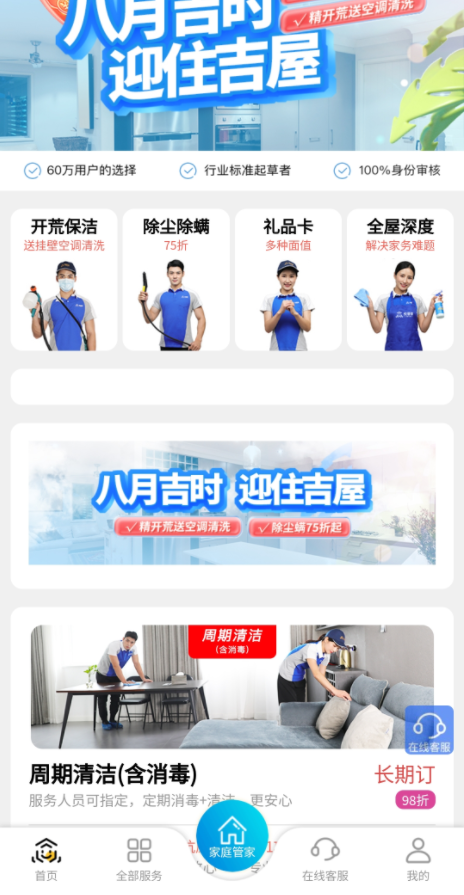 八月吉时
迎住吉屋
精开荒送空调清洗
60万用户的选择
行业标准起草者
100%身份审核
开荒保洁
送挂壁空调清洗
除尘除螨
75折
礼品卡
多种面值
全屋深度
解决家务难题
八月吉时 迎住吉屋
精开荒送空调清洗
除尘螨75折起
周期清洁
(含消毒)
在线客服
周期清洁(含消毒)
长期订
服务人员可指定，定期消毒+清洁，更安心
98折
家庭管家
首页
全部服务
在线客服
我的